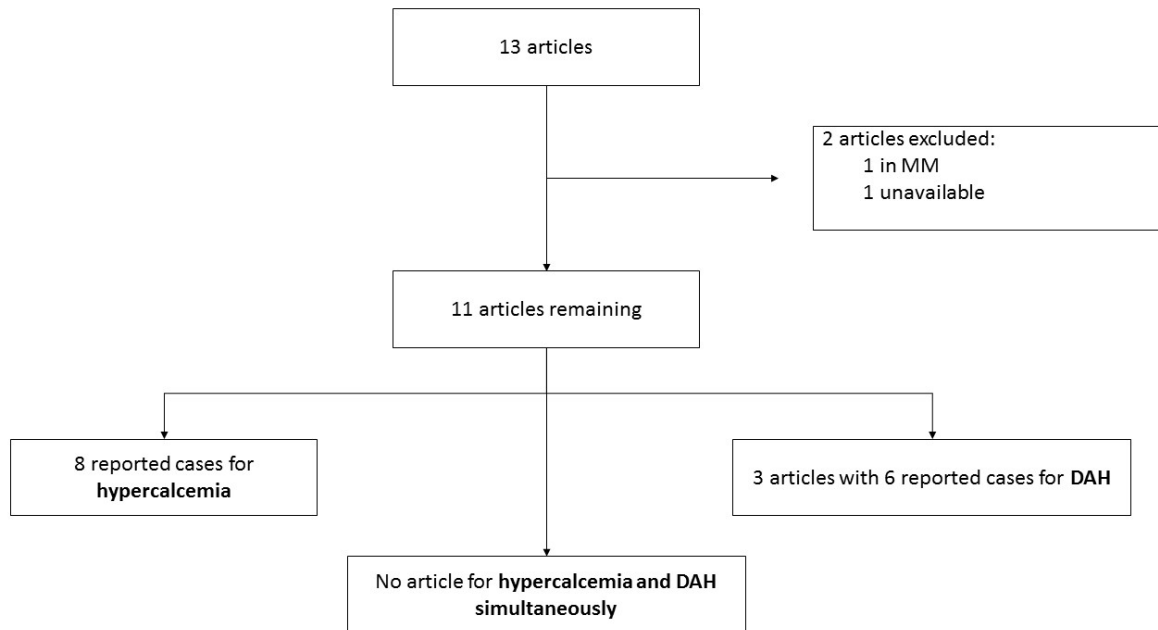 13 articles
2 articles excluded:
1 in MM
1 unavailable
11 articles remaining
8 reported cases for
hypercalcemia
3 articles with 6 reported cases for DAH
No article for hypercalcemia and DAH
simultaneously